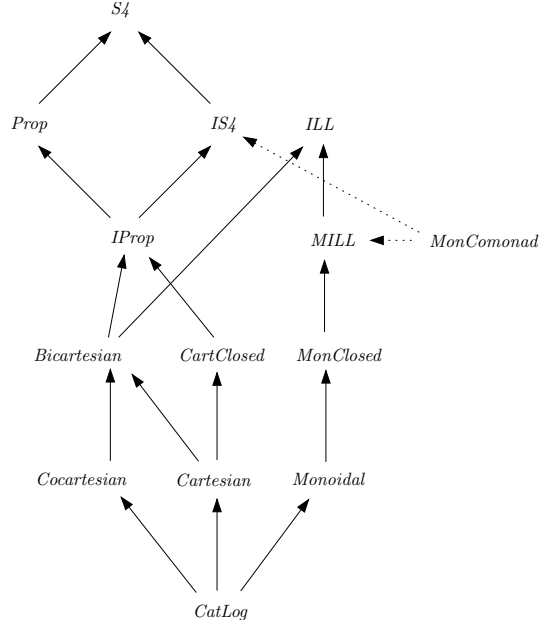 S4
Prop IS4 ILL
IProp MILL MonComonad
Bicartesian CartClosed MonClosed
Cocartesian Cartesian Monoidal
CatLog